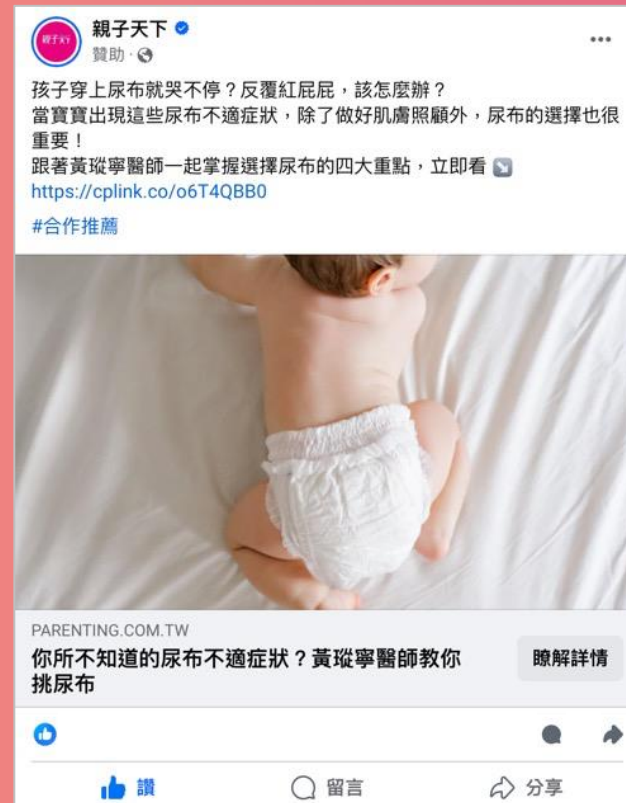 親子天下
親子天下
贊助
孩子穿上尿布就哭不停？反覆紅屁屁，該怎麼辦？
當寶寶出現這些尿布不適症狀，除了做好肌膚照顧外，尿布的選擇也很
重要！
跟著黃瑽寧醫師一起掌握選擇尿布的四大重點，立即看 ↘️
https://cplink.co/o6T4QBB0
#合作推薦
PARENTING.COM.TW
你所不知道的尿布不適症狀？黃瑽寧醫師教你
挑尿布
瞭解詳情
讚
留言
分享